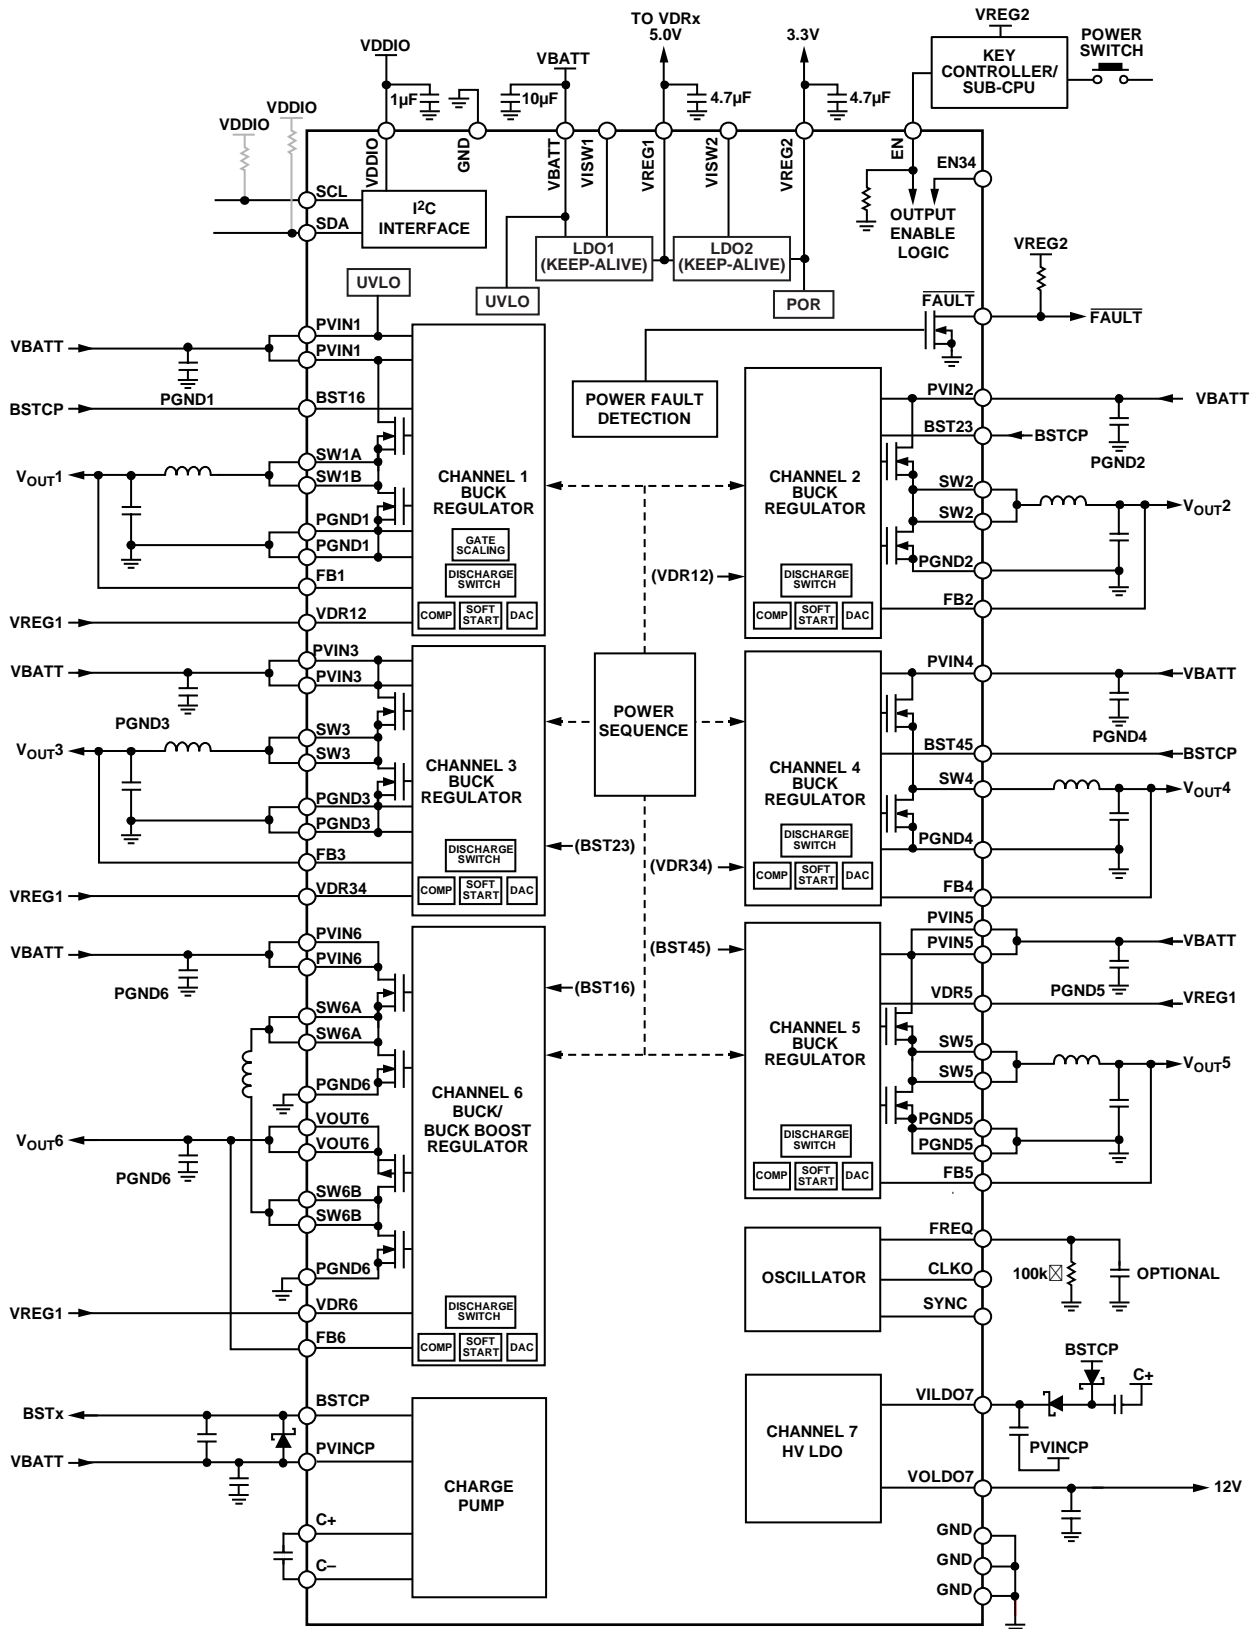 TO VDRx
5.0V
3.3V
VREG2
POWER
SWITCH
KEY
CONTROLLER/
SUB-CPU
VDDIO
1µF
VBATT
10µF
4.7µF
4.7µF
VDDIO
VDDIO
VDDIO
GND
VBATT
VISW1
VREG1
VISW2
VREG2
EN
EN34
SCL
SDA
I2C
INTERFACE
OUTPUT
ENABLE
LOGIC
LDO1
(KEEP-ALIVE)
LDO2
(KEEP-ALIVE)
UVLO
UVLO
POR
VREG2
FAULT
FAULT
POWER FAULT
DETECTION
VBATT
PGND1
PVIN1
PVIN1
BSTCP
BST16
SW1A
SW1B
VOUT1
PGND1
PGND1
FB1
VREG1
VDR12
CHANNEL 1
BUCK
REGULATOR
GATE
SCALING
DISCHARGE
SWITCH
COMP
SOFT
START
DAC
CHANNEL 2
BUCK
REGULATOR
(VDR12)
DISCHARGE
SWITCH
COMP
SOFT
START
DAC
PVIN2
VBATT
BST23
BSTCP
PGND2
SW2
SW2
VOUT2
PGND2
FB2
VBATT
PVIN3
PVIN3
PGND3
SW3
SW3
VOUT3
PGND3
PGND3
FB3
VREG1
VDR34
CHANNEL 3
BUCK
REGULATOR
(BST23)
DISCHARGE
SWITCH
COMP
SOFT
START
DAC
POWER
SEQUENCE
CHANNEL 4
BUCK
REGULATOR
(VDR34)
DISCHARGE
SWITCH
COMP
SOFT
START
DAC
PVIN4
VBATT
PGND4
BST45
BSTCP
SW4
VOUT4
PGND4
FB4
VBATT
PGND6
PVIN6
PVIN6
SW6A
SW6A
PGND6
VOUT6
VOUT6
VOUT6
PGND6
SW6B
SW6B
PGND6
VREG1
VDR6
FB6
(BST16)
CHANNEL 6
BUCK/
BUCK BOOST
REGULATOR
DISCHARGE
SWITCH
COMP
SOFT
START
DAC
(BST45)
CHANNEL 5
BUCK
REGULATOR
DISCHARGE
SWITCH
COMP
SOFT
START
DAC
PVIN5
PVIN5
VBATT
PGND5
VDR5
VREG1
SW5
SW5
VOUT5
PGND5
PGND5
FB5
OSCILLATOR
FREQ
CLKO
SYNC
100k
OPTIONAL
BSTx
BSTCP
VBATT
PVINCP
C+
C–
CHARGE
PUMP
CHANNEL 7
HV LDO
VILDO7
BSTCP
C+
PVINCP
VOLDO7
12V
GND
GND
GND